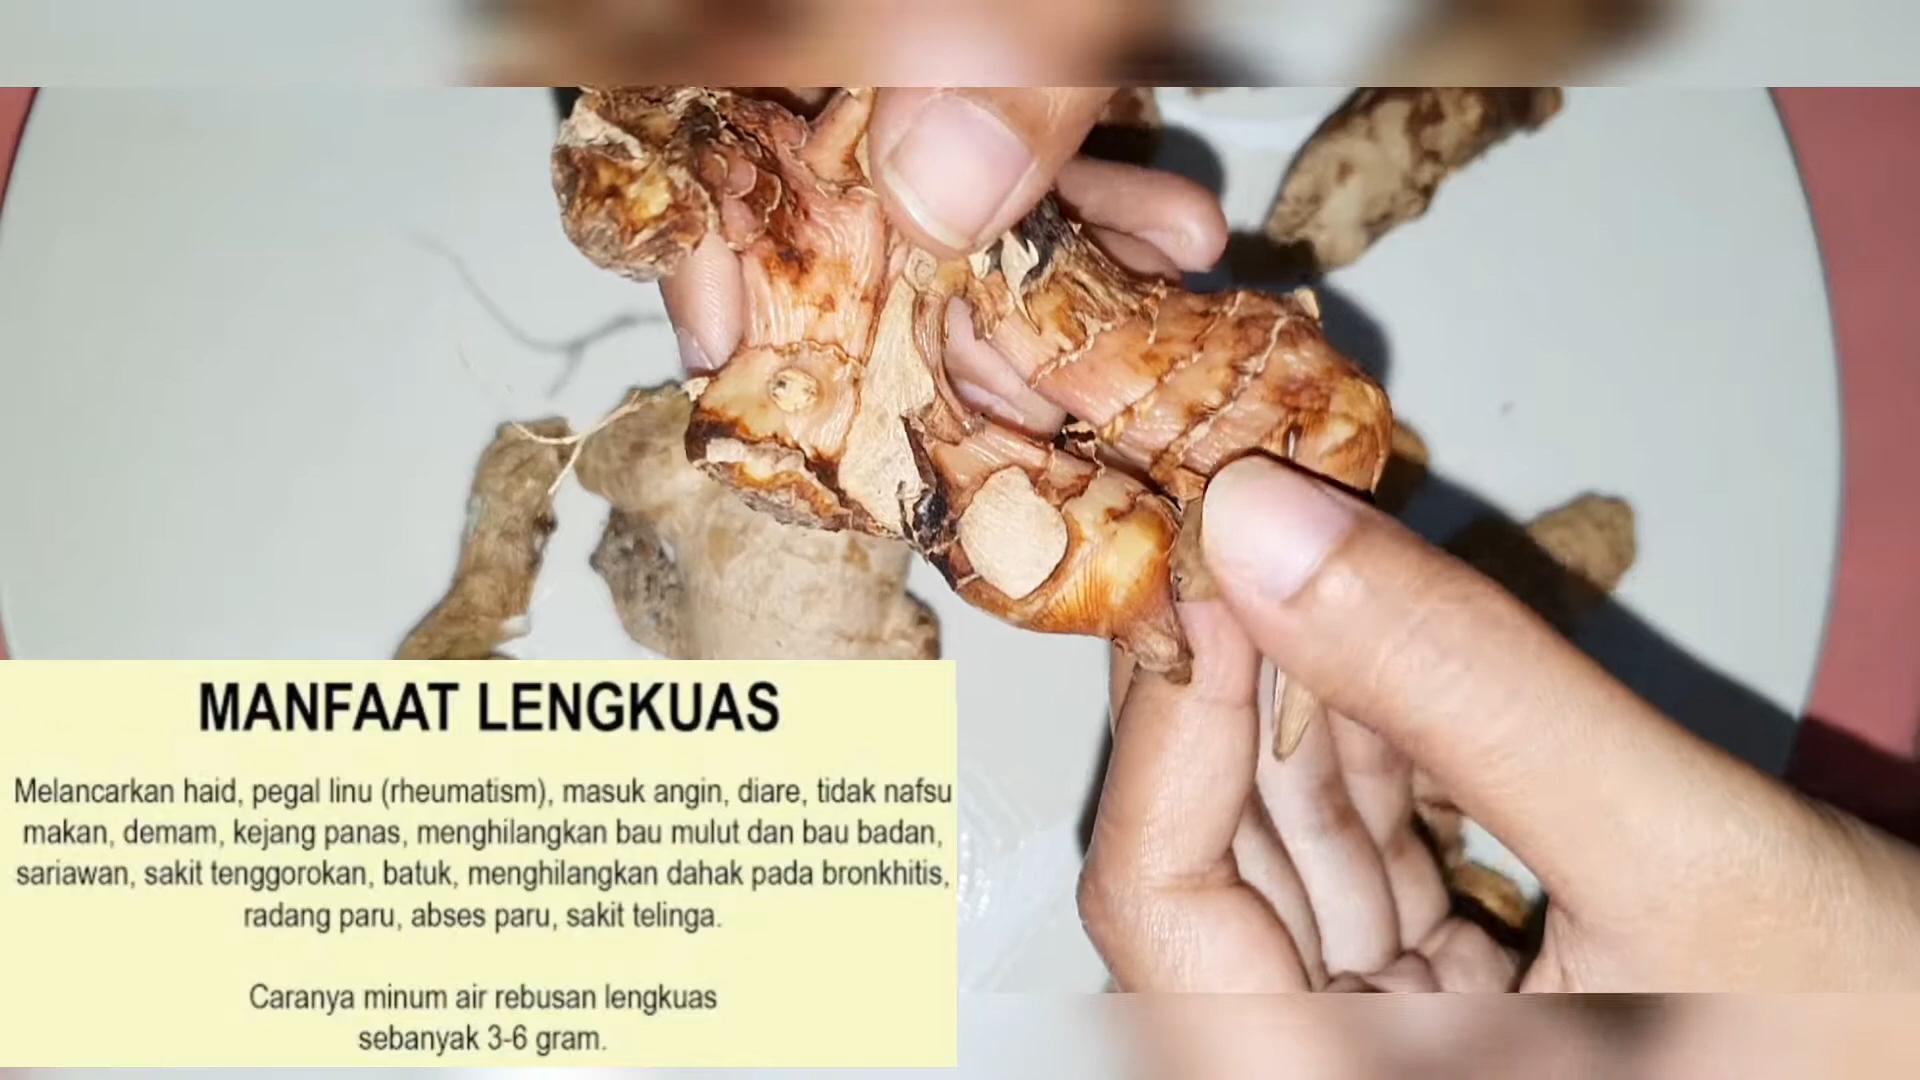 MANFAAT LENGKUAS
Melancarkan haid, pegal linu (rheumatism), masuk angin, diare, tidak nafsu
makan, demam, kejang panas, menghilangkan bau mulut dan bau badan,
sariawan, sakit tenggorokan, batuk, menghilangkan dahak pada bronkhitis,
radang paru, abses paru, sakit telinga.
Caranya minum air rebusan lengkuas
sebanyak 3-6 gram.